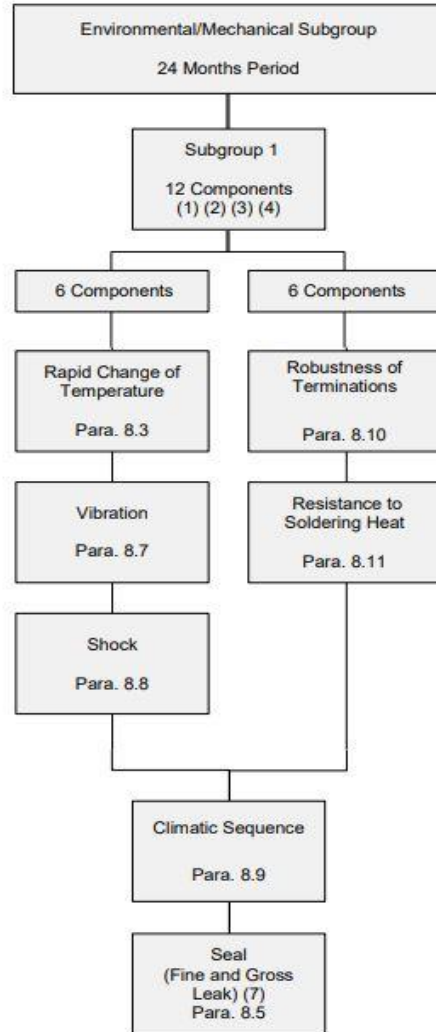 Environmental/Mechanical Subgroup
24 Months Period
Subgroup 1
12 Components
(1) (2) (3) (4)
6 Components
6 Components
Rapid Change of
Temperature
Para. 8.3
Robustness of
Terminations
Para. 8.10
Vibration
Para. 8.7
Resistance to
Soldering Heat
Para. 8.11
Shock
Para. 8.8
Climatic Sequence
Para. 8.9
Seal
(Fine and Gross
Leak) (7)
Para. 8.5